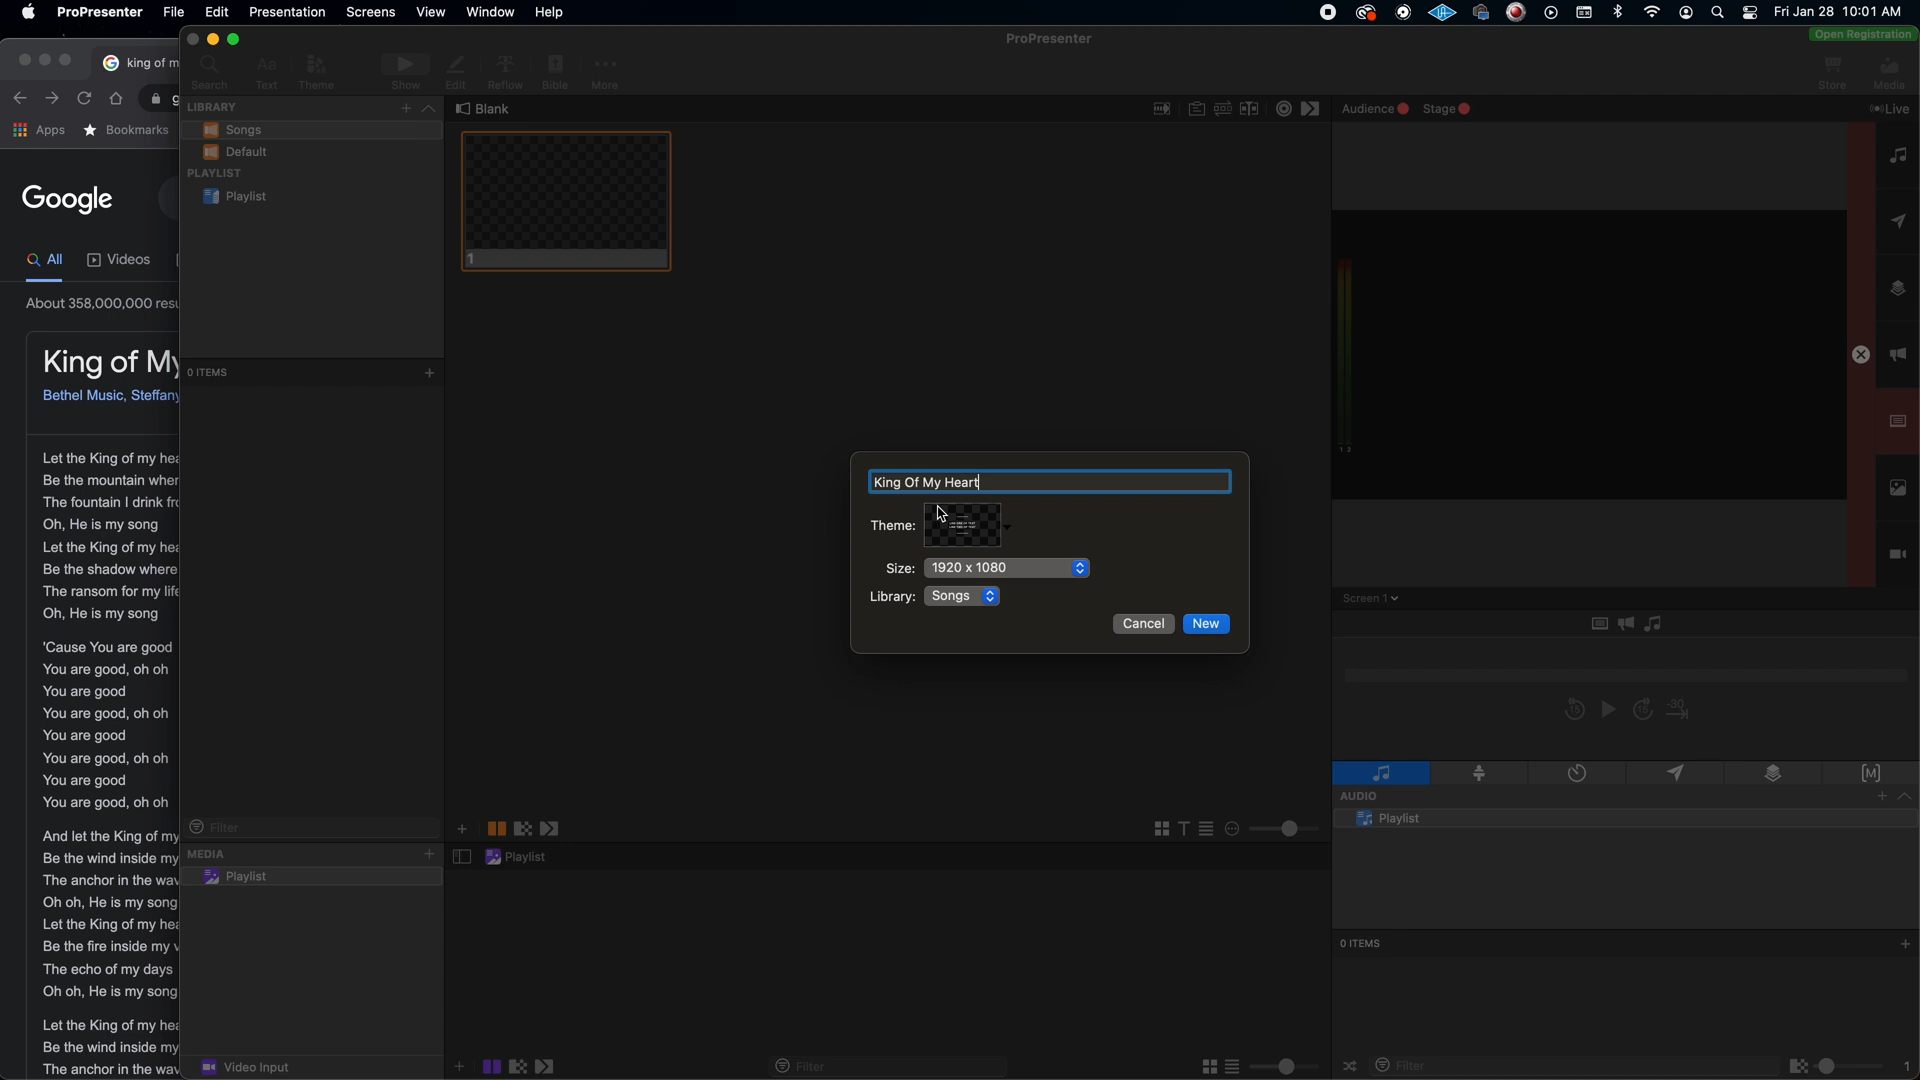 ProPresenter File Edit Presentation Screens View Window Help Fri Jan 28 10:01 AM
king of m
ProPresenter
Open Registration
Search Text Theme Show Edit Reflow Bible More Store Media
g
Apps Bookmarks
LIBRARY
Songs
Default
PLAYLIST
Playlist
Blank
Audience Stage Live
1
Google
All Videos
About 358,000,000 resu
King of My
Bethel Music, Steffany
0 ITEMS
Let the King of my hea
Be the mountain wher
The fountain I drink fro
Oh, He is my song
Let the King of my hea
Be the shadow where
The ransom for my life
Oh, He is my song
'Cause You are good
You are good, oh oh
You are good
You are good, oh oh
You are good
You are good, oh oh
You are good
You are good, oh oh
And let the King of my
Be the wind inside my
The anchor in the wav
Oh oh, He is my song
Let the King of my hea
Be the fire inside my v
The echo of my days
Oh oh, He is my song
Let the King of my hea
Be the wind inside my
The anchor in the wav
King Of My Heart
Theme:
Size: 1920 x 1080
Library: Songs
Cancel New
1 2
Screen 1
15 15 -30
Filter
MEDIA
Playlist
Video Input
Playlist
Filter
[M]
AUDIO
Playlist
0 ITEMS
Filter 1